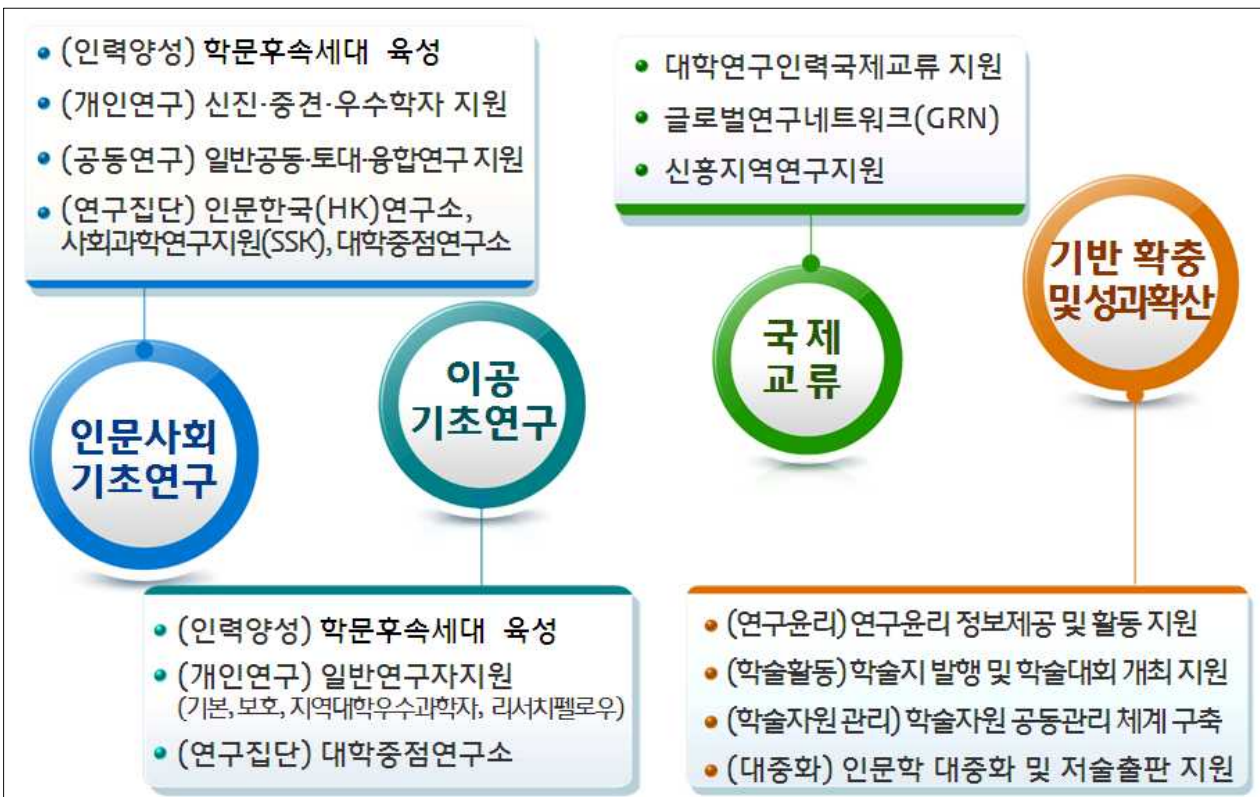 • (인력양성) 학문후속세대 육성
• (개인연구) 신진·중견·우수학자 지원
• (공동연구) 일반공동·토대·융합연구 지원
• (연구집단) 인문한국(HK)연구소,
사회과학연구지원(SSK), 대학중점연구소
인문사회
기초연구
이공
기초연구
• (인력양성) 학문후속세대 육성
• (개인연구) 일반연구자지원
(기본, 보호, 지역대학우수과학자, 리서치펠로우)
• (연구집단) 대학중점연구소
• 대학연구인력국제교류 지원
• 글로벌연구네트워크(GRN)
• 신흥지역연구지원
국제
교류
기반 확충
및성과확산
• (연구윤리) 연구윤리 정보제공 및 활동 지원
• (학술활동) 학술지 발행 및 학술대회 개최 지원
• (학술자원 관리) 학술자원 공동관리 체계 구축
• (대중화) 인문학 대중화 및 저술출판 지원